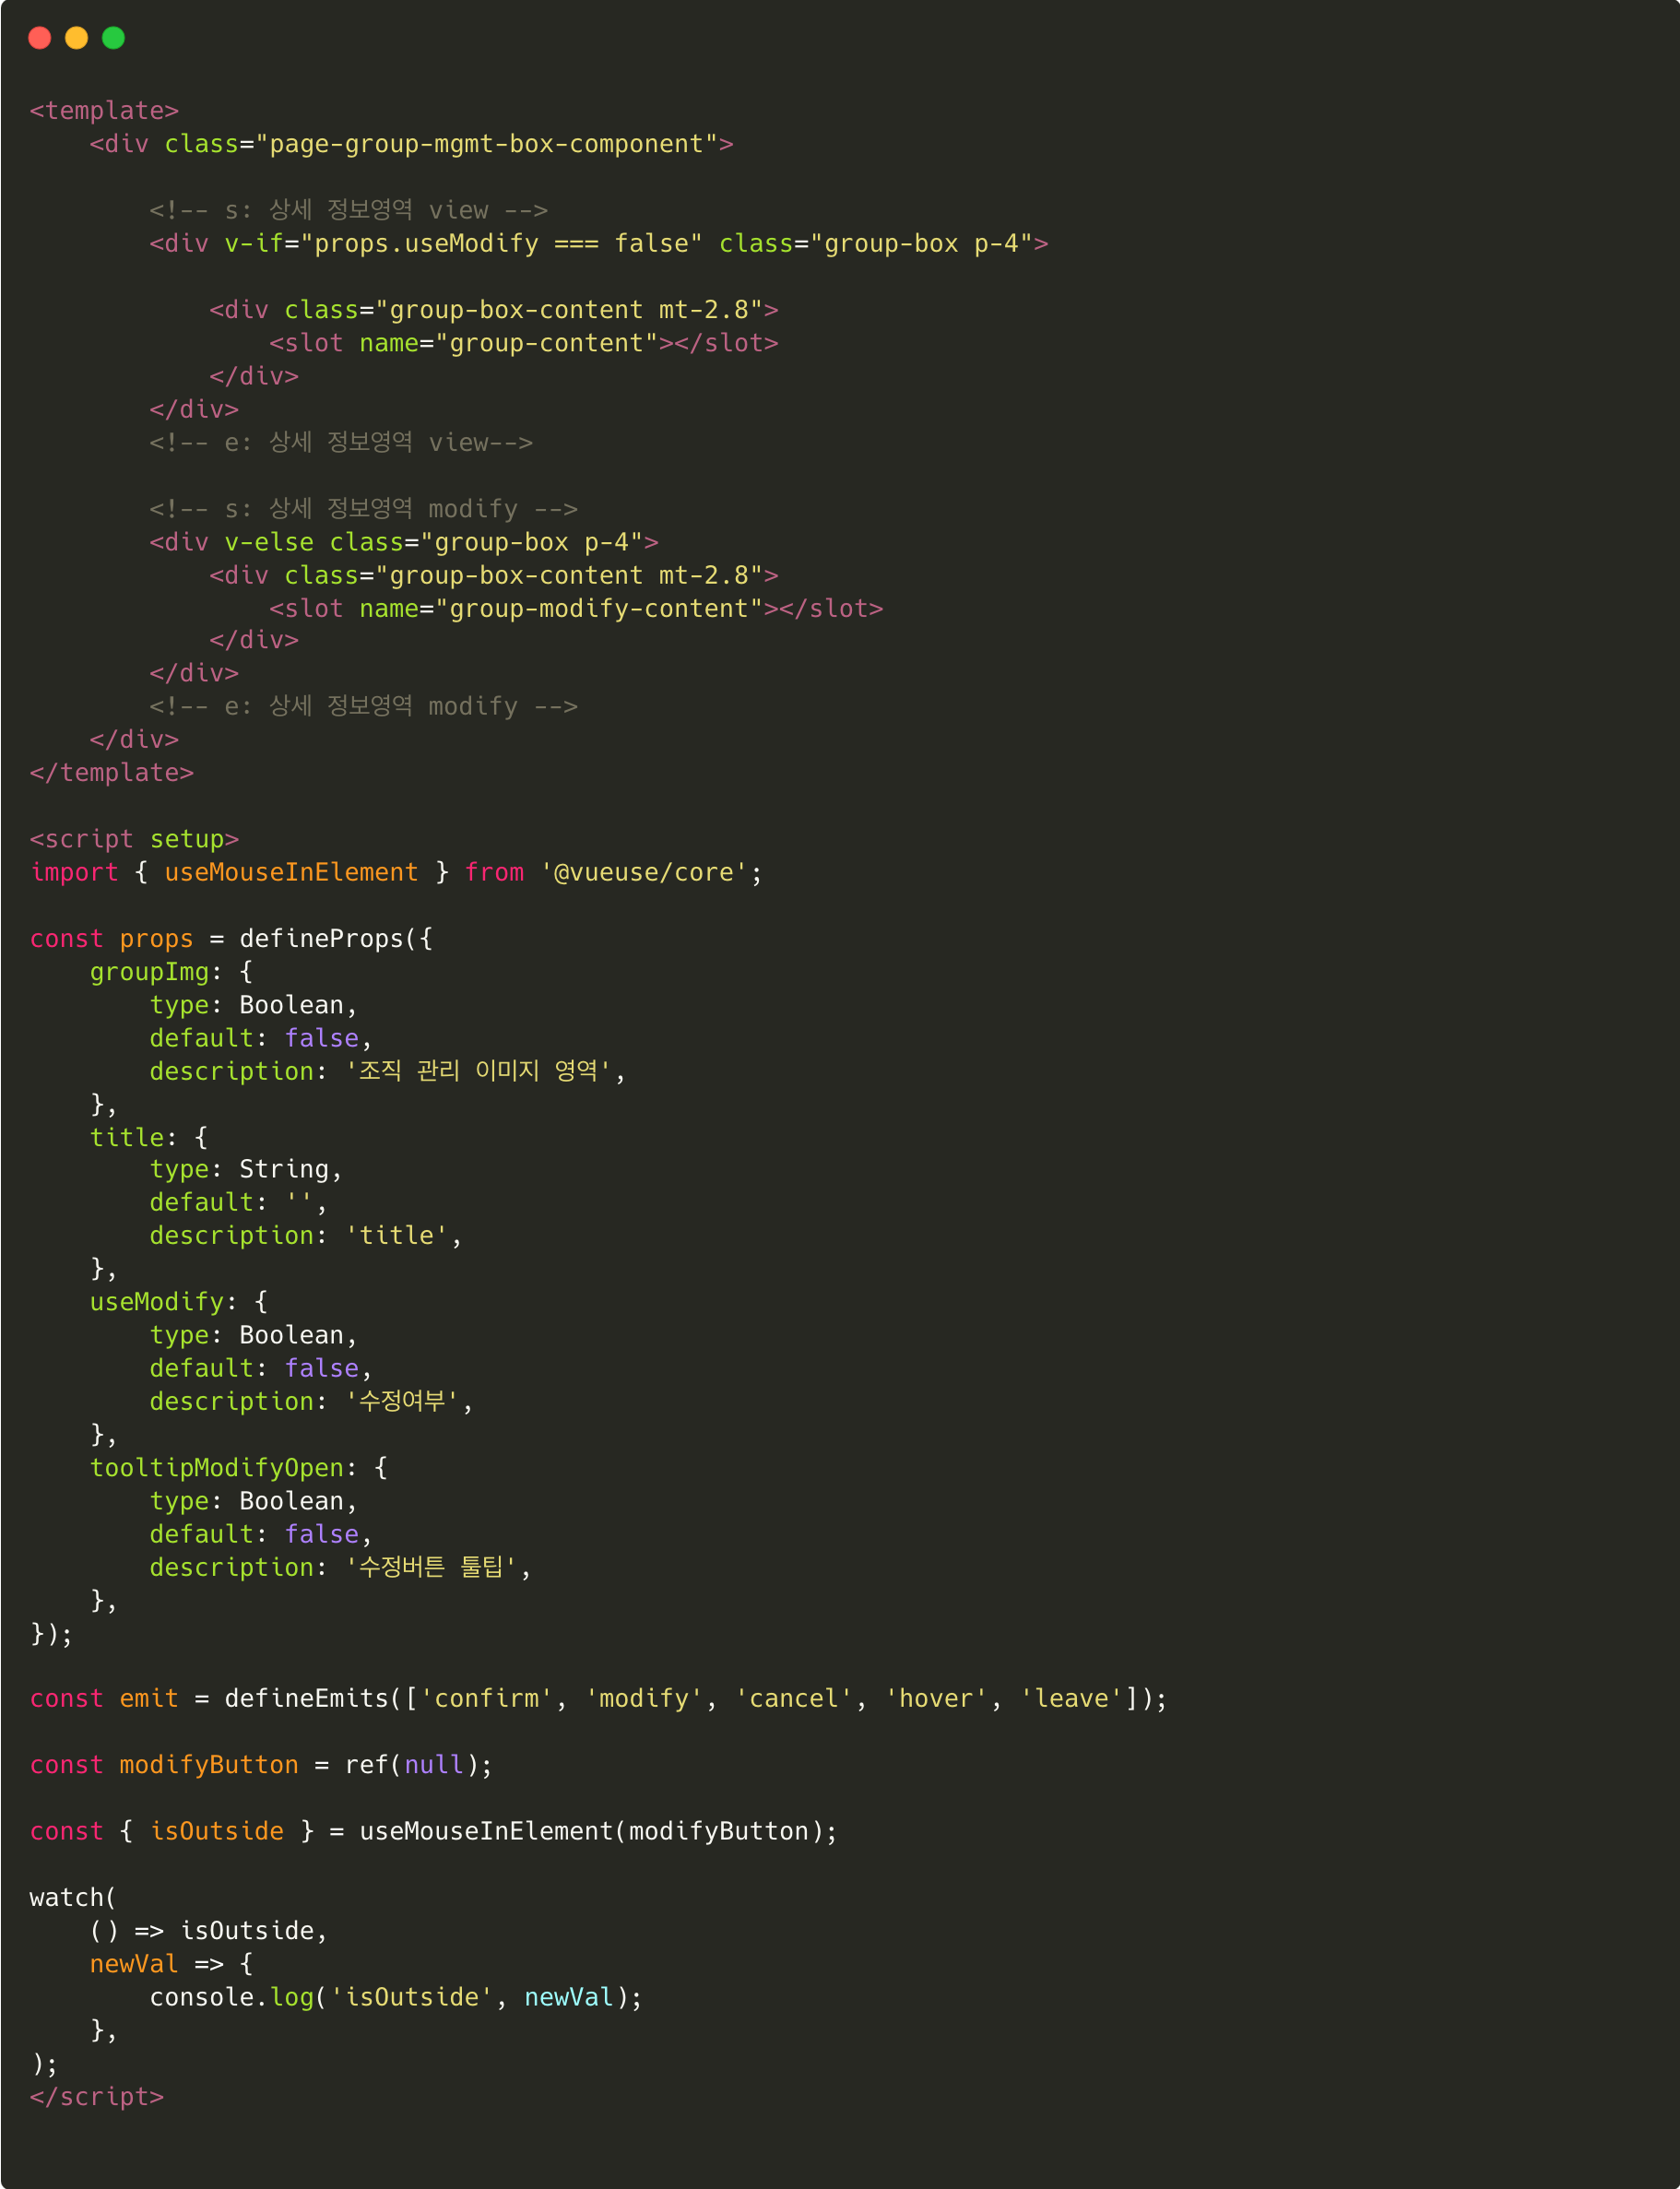 <template>
    <div class="page-group-mgmt-box-component">

        <!-- s: 상세 정보영역 view -->
        <div v-if="props.useModify === false" class="group-box p-4">

            <div class="group-box-content mt-2.8">
                <slot name="group-content"></slot>
            </div>
        </div>
        <!-- e: 상세 정보영역 view-->

        <!-- s: 상세 정보영역 modify -->
        <div v-else class="group-box p-4">
            <div class="group-box-content mt-2.8">
                <slot name="group-modify-content"></slot>
            </div>
        </div>
        <!-- e: 상세 정보영역 modify -->
    </div>
</template>

<script setup>
import { useMouseInElement } from '@vueuse/core';

const props = defineProps({
    groupImg: {
        type: Boolean,
        default: false,
        description: '조직 관리 이미지 영역',
    },
    title: {
        type: String,
        default: '',
        description: 'title',
    },
    useModify: {
        type: Boolean,
        default: false,
        description: '수정여부',
    },
    tooltipModifyOpen: {
        type: Boolean,
        default: false,
        description: '수정버튼 툴팁',
    },
});

const emit = defineEmits(['confirm', 'modify', 'cancel', 'hover', 'leave']);

const modifyButton = ref(null);

const { isOutside } = useMouseInElement(modifyButton);

watch(
    () => isOutside,
    newVal => {
        console.log('isOutside', newVal);
    },
);
</script>